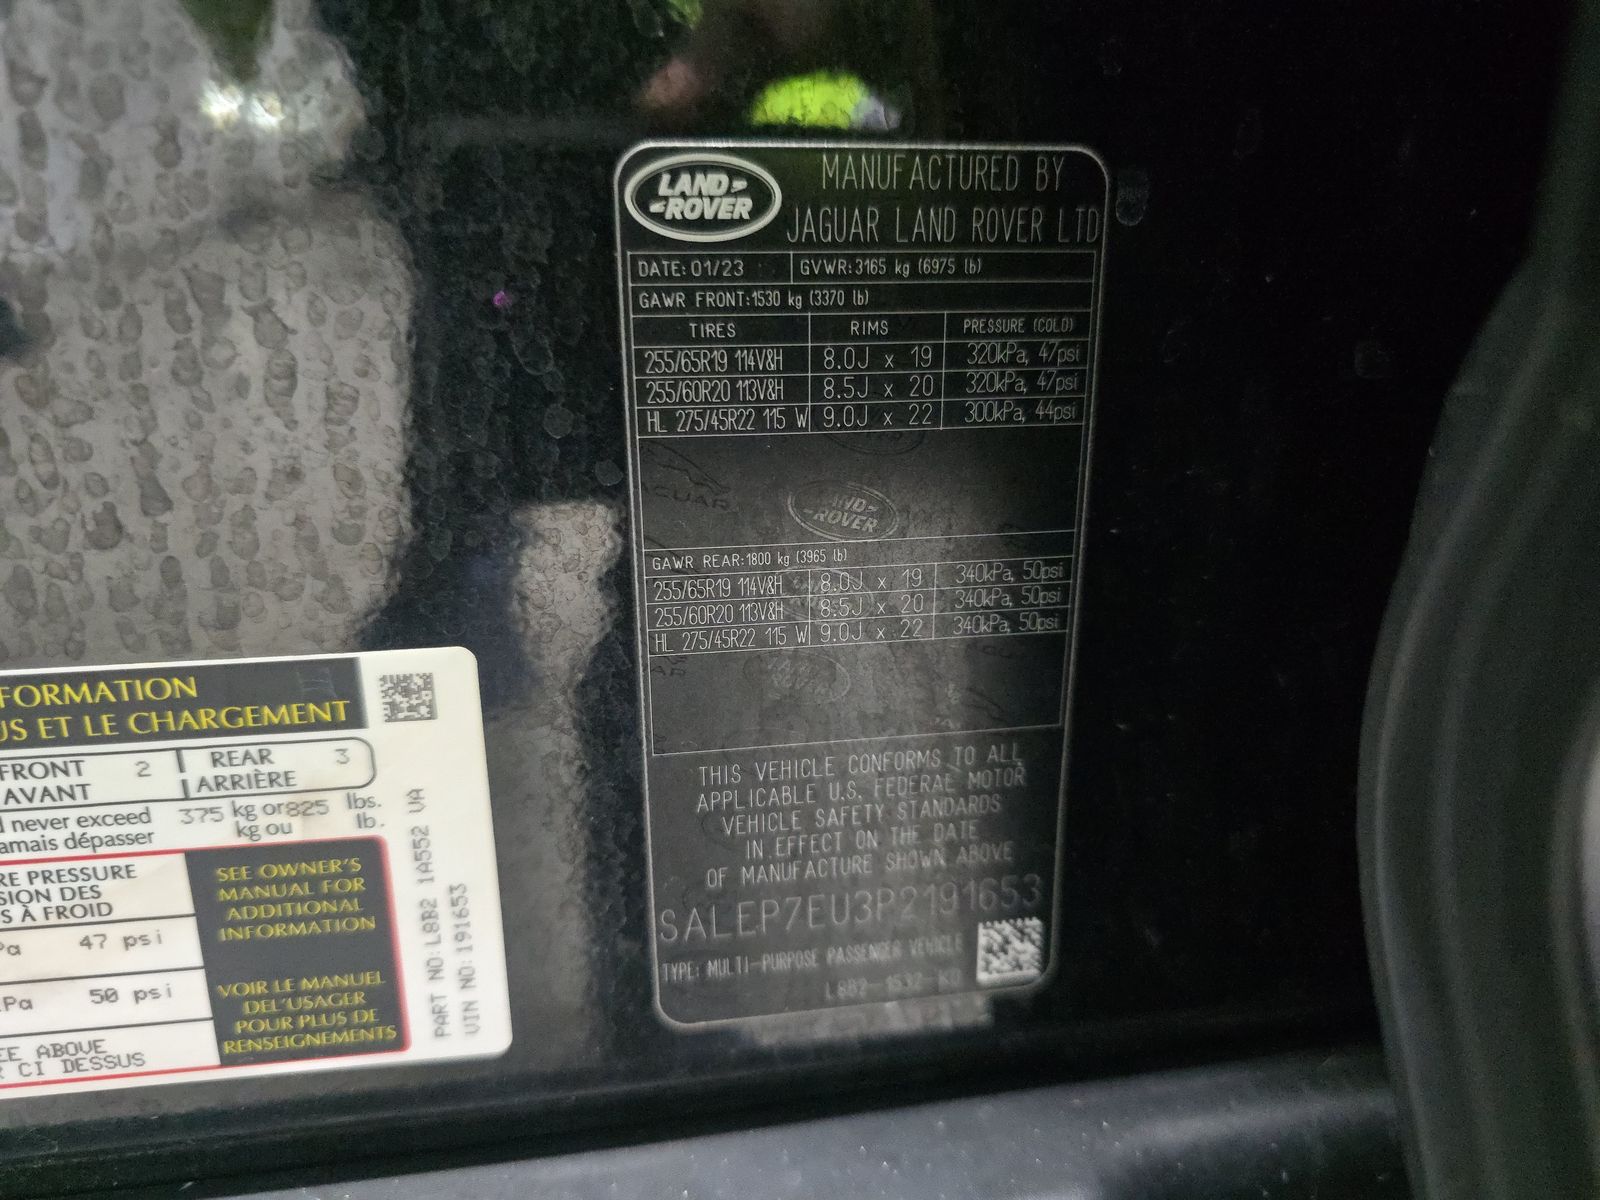 LAND
ROVER
MANUFACTURED BY
JAGUAR LAND ROVER LTD
DATE: 01/23 GVWR: 3165 kg (6975 lb)
GAWR FRONT: 1530 kg (3370 lb)
TIRES RIMS PRESSURE (COLD)
255/65R19 114V&H 8.0J x 19 320kPa, 47psi
255/60R20 113V&H 8.5J x 20 320kPa, 47psi
HL 275/45R22 115 W 9.0J x 22 300kPa, 44psi
LAND
ROVER
GAWR REAR: 1800 kg (3965 lb)
255/65R19 114V&H 8.0J x 19 340kPa, 50psi
255/60R20 113V&H 8.5J x 20 340kPa, 50psi
HL 275/45R22 115 W 9.0J x 22 340kPa, 50psi
THIS VEHICLE CONFORMS TO ALL
APPLICABLE U.S. FEDERAL MOTOR
VEHICLE SAFETY STANDARDS
IN EFFECT ON THE DATE
OF MANUFACTURE SHOWN ABOVE
SALEP7EU3P2191653
TYPE: MULTI-PURPOSE PASSENGER VEHICLE
FORMATION
US ET LE CHARGEMENT
FRONT 2 REAR 3
AVANT ARRIÈRE
d never exceed 375 kg or 825 lbs.
amais dépasser kg ou lb.
RE PRESSURE
SION DES
S À FROID
Pa 47 psi
Pa 50 psi
EE ABOVE
R CI DESSUS
SEE OWNER'S
MANUAL FOR
ADDITIONAL
INFORMATION
VOIR LE MANUEL
DEL'USAGER
POUR PLUS DE
RENSEIGNEMENTS
PART NO: L8B2 1A552 VA
VIN NO: 191653